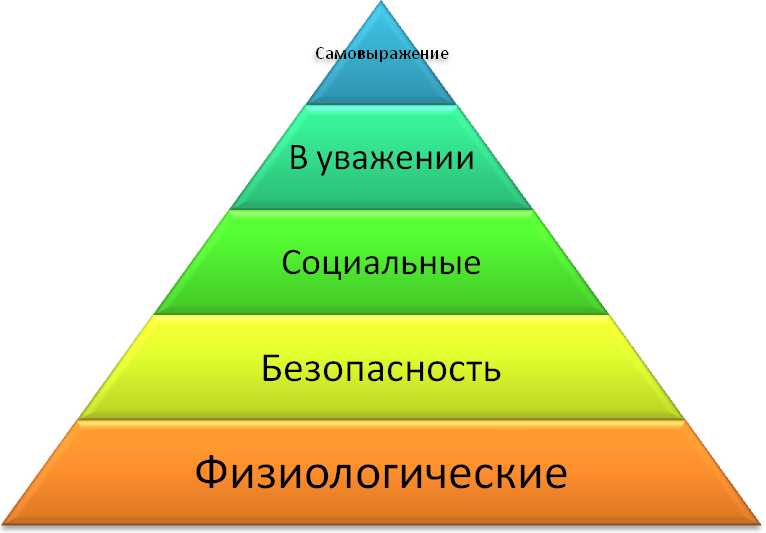 Самовыражение
В уважении
Социальные
Безопасность
Физиологические